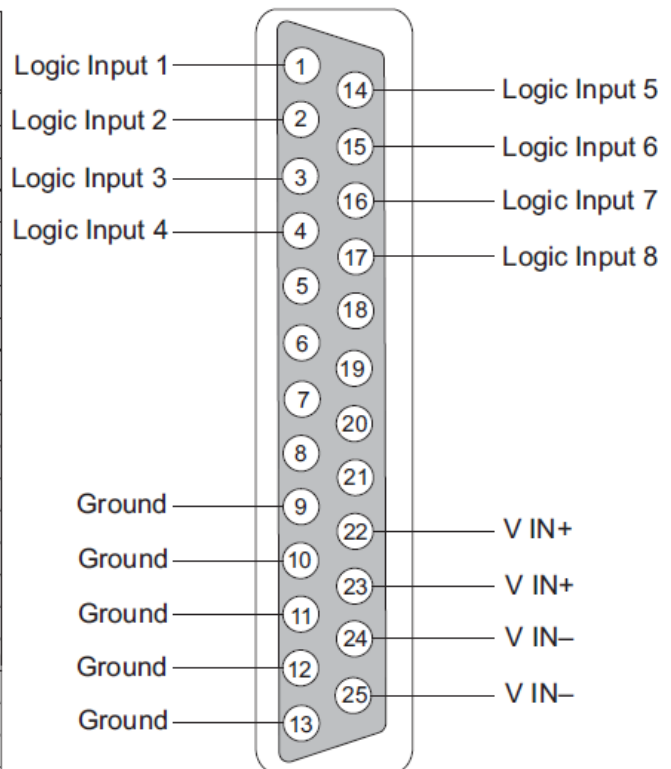 Logic Input 1
1
14
Logic Input 5
Logic Input 2
2
15
Logic Input 6
Logic Input 3
3
16
Logic Input 7
Logic Input 4
4
17
Logic Input 8
5
18
6
19
7
20
8
21
Ground
9
22
V IN+
Ground
10
23
V IN+
Ground
11
24
V IN–
Ground
12
25
V IN–
Ground
13